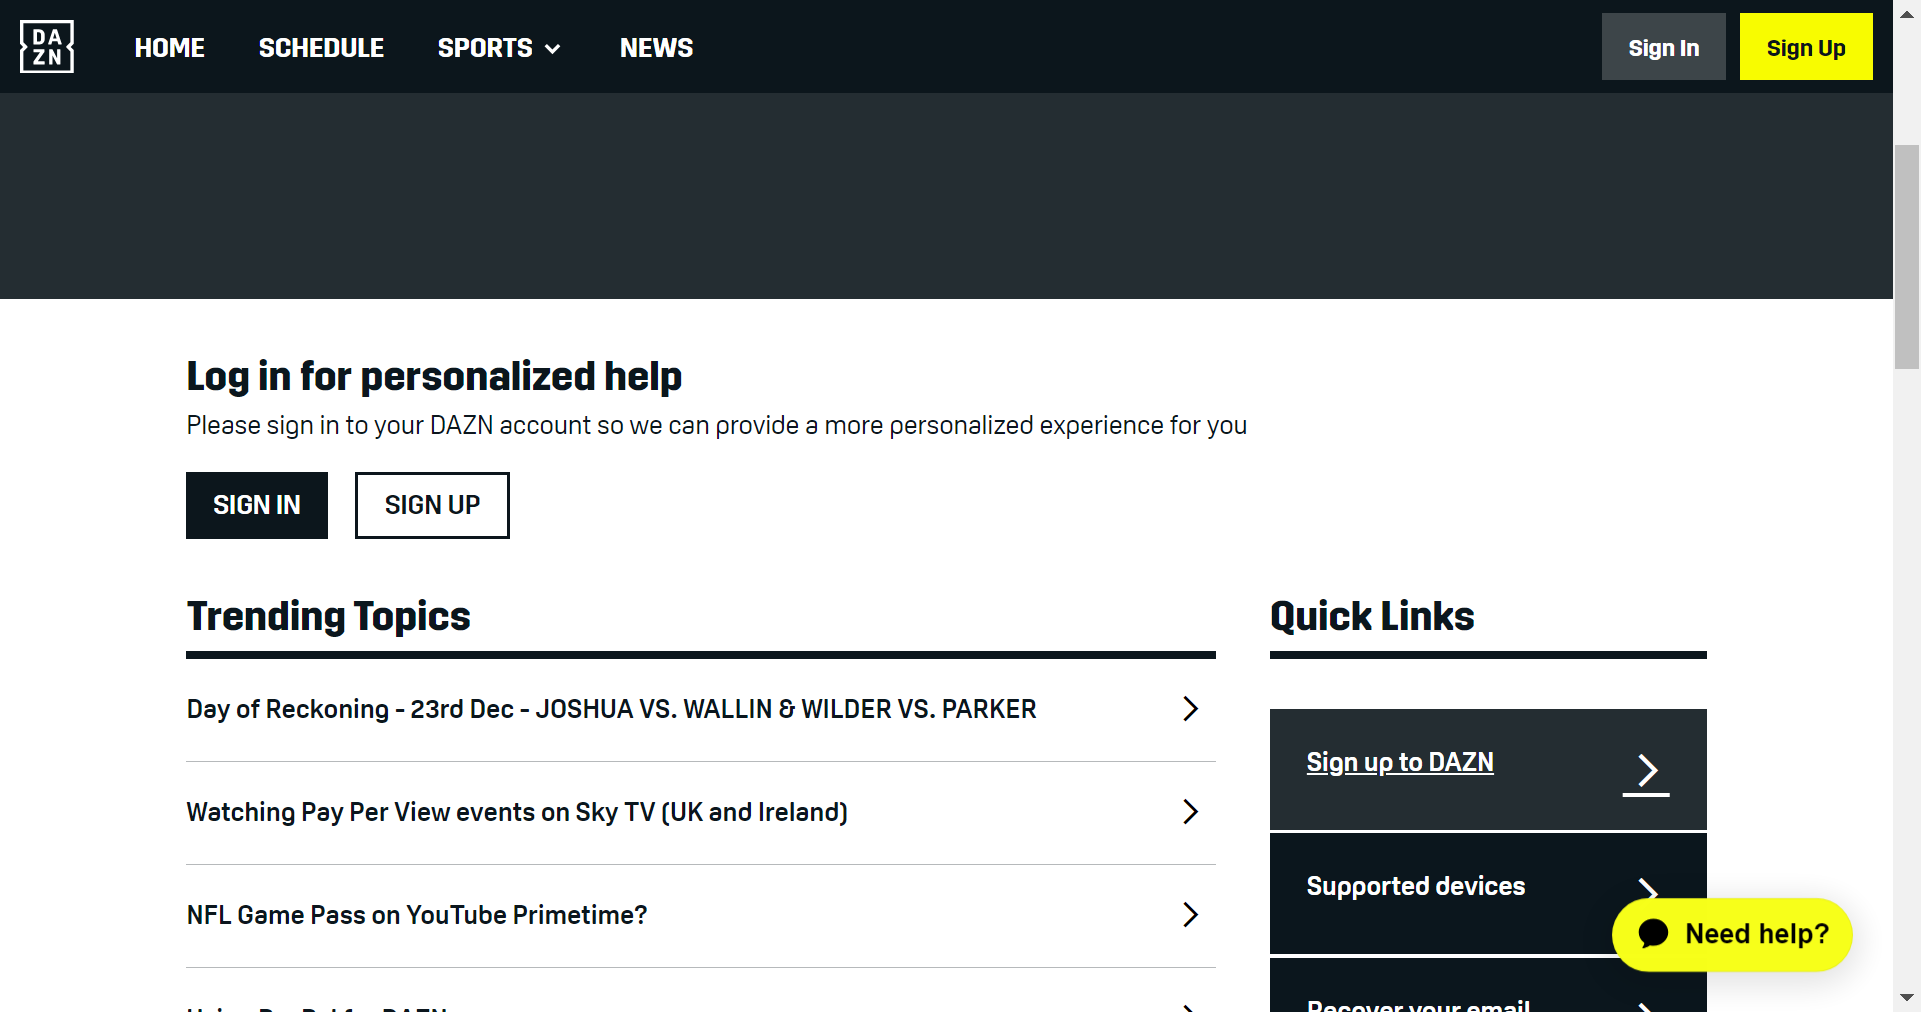 DA
ZN
HOME
SCHEDULE
SPORTS
NEWS
Sign In
Sign Up
Log in for personalized help
Please sign in to your DAZN account so we can provide a more personalized experience for you
SIGN IN
SIGN UP
Trending Topics
Day of Reckoning - 23rd Dec - JOSHUA VS. WALLIN & WILDER VS. PARKER
Watching Pay Per View events on Sky TV (UK and Ireland)
NFL Game Pass on YouTube Primetime?
Using PayPal for DAZN
Quick Links
Sign up to DAZN
Supported devices
Recover your email
Need help?